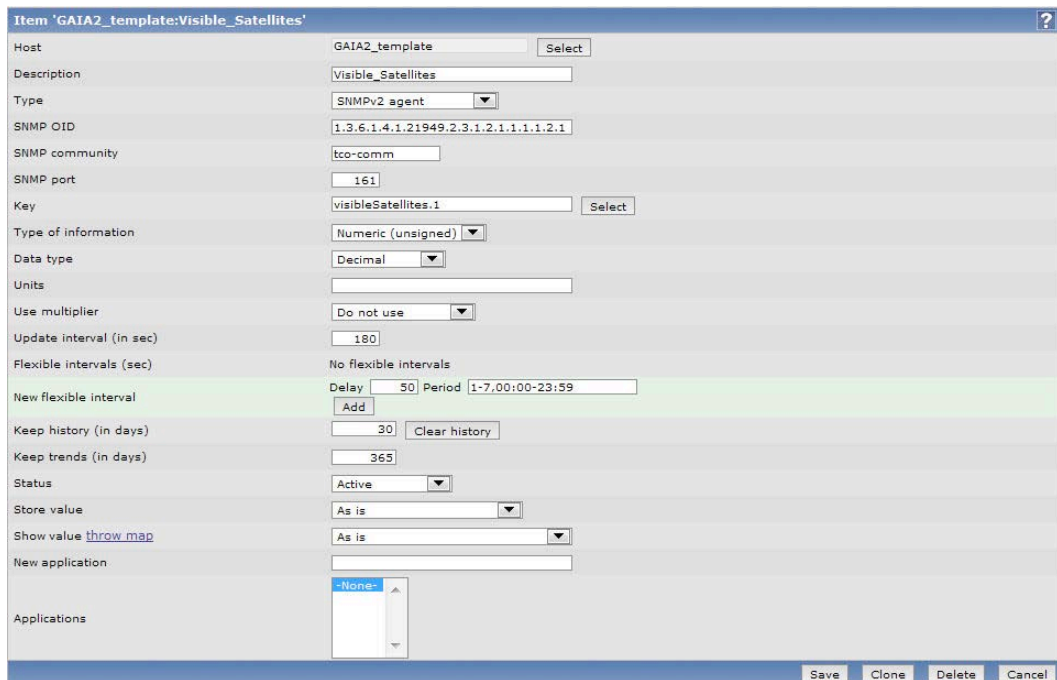 Item 'GAIA2_template:Visible_Satellites' ?
Host GAIA2_template Select
Description Visible_Satellites
Type SNMPv2 agent
SNMP OID 1.3.6.1.4.1.21949.2.3.1.2.1.1.1.1.2.1
SNMP community tco-comm
SNMP port 161
Key visibleSatellites.1 Select
Type of information Numeric (unsigned)
Data type Decimal
Units
Use multiplier Do not use
Update interval (in sec) 180
Flexible intervals (sec) No flexible intervals
New flexible interval Delay 50 Period 1-7,00:00-23:59
Add
Keep history (in days) 30 Clear history
Keep trends (in days) 365
Status Active
Store value As is
Show value throw map As is
New application
Applications -None-
Save Clone Delete Cancel